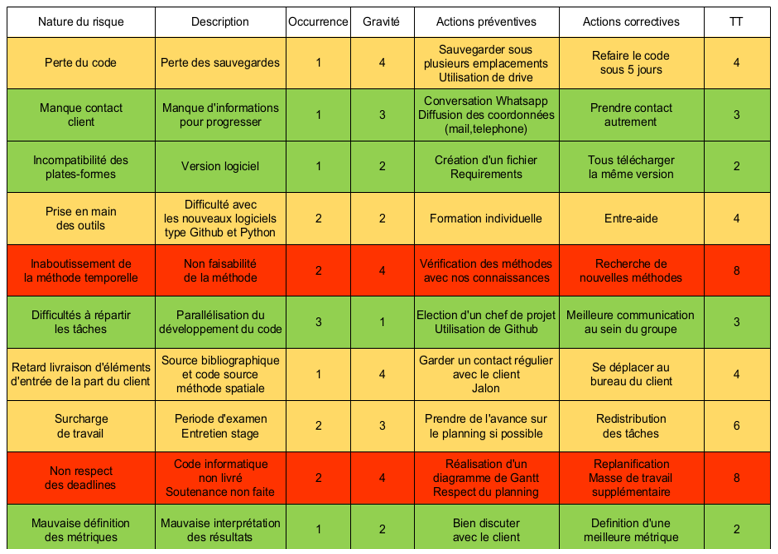 Nature du risque Description Occurrence Gravité Actions préventives Actions correctives TT
Perte du code
Perte des sauvegardes
1
4
Sauvegarder sous
plusieurs emplacements
Utilisation de drive
Refaire le code
sous 5 jours
4
Manque contact
client
Manque d'informations
pour progresser
1
3
Conversation Whatsapp
Diffusion des coordonnées
(mail,telephone)
Prendre contact
autrement
3
Incompatibilité des
plates-formes
Version logiciel
1
2
Création d'un fichier
Requirements
Tous télécharger
la même version
2
Prise en main
des outils
Difficulté avec
les nouveaux logiciels
type Github et Python
2
2
Formation individuelle
Entre-aide
4
Inaboutissement de
la méthode temporelle
Non faisabilité
de la méthode
2
4
Vérification des méthodes
avec nos connaissances
Recherche de
nouvelles méthodes
8
Difficultés à répartir
les tâches
Parallélisation du
développement du code
3
1
Election d'un chef de projet
Utilisation de Github
Meilleure communication
au sein du groupe
3
Retard livraison d'éléments
d'entrée de la part du client
Source bibliographique
et code source
méthode spatiale
1
4
Garder un contact régulier
avec le client
Jalon
Se déplacer au
bureau du client
4
Surcharge
de travail
Periode d'examen
Entretien stage
2
3
Prendre de l'avance sur
le planning si possible
Redistribution
des tâches
6
Non respect
des deadlines
Code informatique
non livré
Soutenance non faite
2
4
Réalisation d'un
diagramme de Gantt
Respect du planning
Replanification
Masse de travail
supplémentaire
8
Mauvaise définition
des métriques
Mauvaise interprétation
des résultats
1
2
Bien discuter
avec le client
Definition d'une
meilleure métrique
2